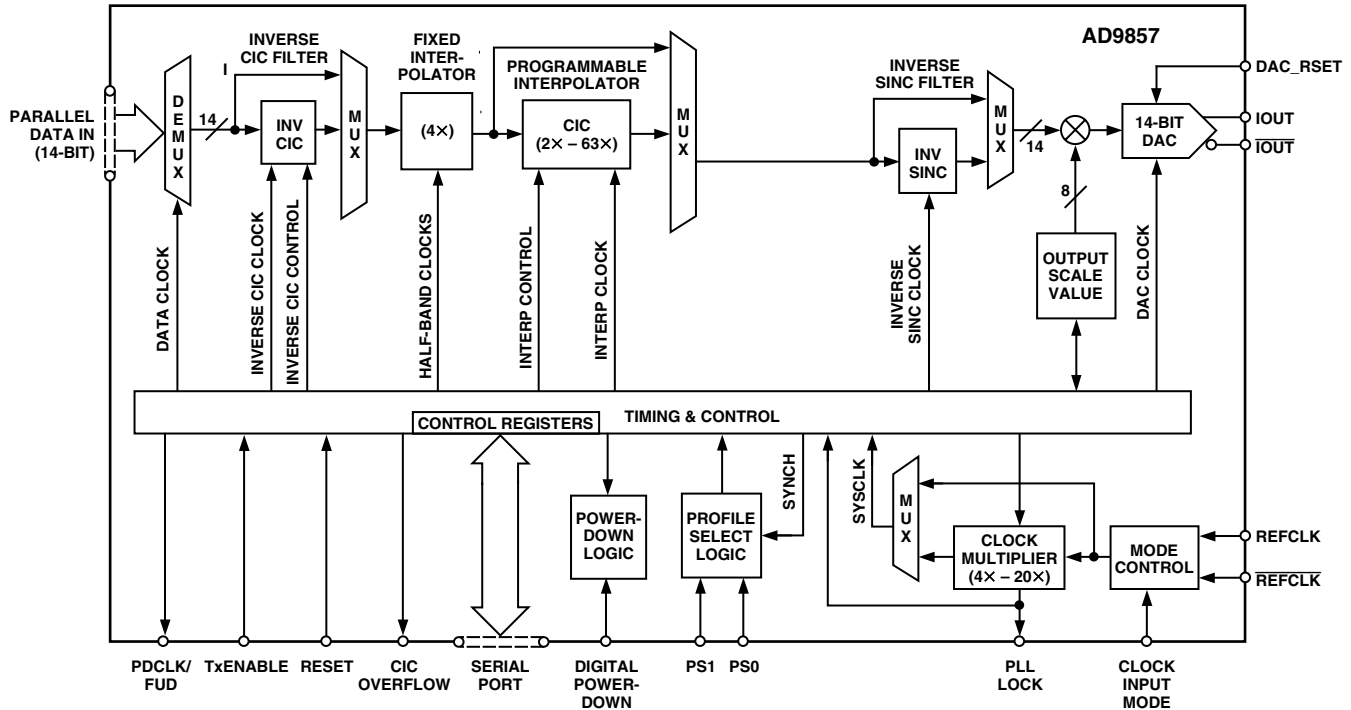 AD9857
INVERSE
CIC FILTER
FIXED
INTER-
POLATOR
PROGRAMMABLE
INTERPOLATOR
INVERSE
SINC FILTER
PARALLEL
DATA IN
(14-BIT)
DEMUX
14
I
INV
CIC
MUX
(4×)
CIC
(2× – 63×)
MUX
INV
SINC
MUX
14
8
14-BIT
DAC
DAC_RSET
IOUT
IOUT
OUTPUT
SCALE
VALUE
DATA CLOCK
INVERSE CIC CLOCK
INVERSE CIC CONTROL
HALF-BAND CLOCKS
INTERP CONTROL
INTERP CLOCK
INVERSE
SINC CLOCK
DAC CLOCK
CONTROL REGISTERS
TIMING & CONTROL
POWER-
DOWN
LOGIC
PROFILE
SELECT
LOGIC
SYNCH
SYSCLK
MUX
CLOCK
MULTIPLIER
(4× – 20×)
MODE
CONTROL
REFCLK
REFCLK
PDCLK/
FUD
TxENABLE
RESET
CIC
OVERFLOW
SERIAL
PORT
DIGITAL
POWER-
DOWN
PS1
PS0
PLL
LOCK
CLOCK
INPUT
MODE